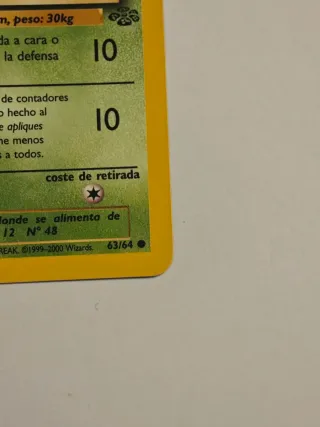 m, peso: 30kg
da a cara o
la defensa
10
de contadores
o hecho al
e apliques
ne menos
s a todos.
10
coste de retirada
donde se alimenta de
12 N° 48
REAK. ©1999-2000 Wizards. 63/64